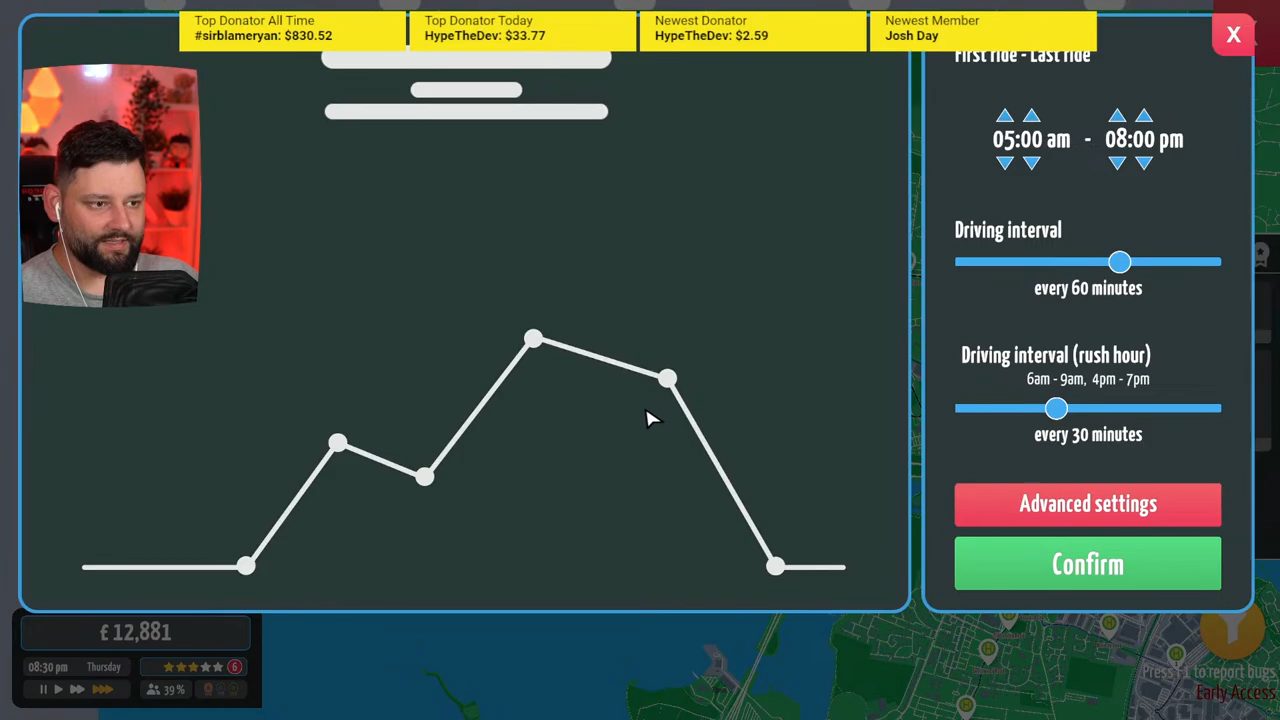 Top Donator All Time
#sirblameryan: $830.52
Top Donator Today
HypeTheDev: $33.77
Newest Donator
HypeTheDev: $2.59
Newest Member
Josh Day
X
First ride - Last ride
05:00 am - 08:00 pm
Driving interval
every 60 minutes
Driving interval (rush hour)
6am - 9am, 4pm - 7pm
every 30 minutes
Advanced settings
Confirm
£ 12,881
08:30 pm Thursday
6
39 %
Press F1 to report bugs
Early Access